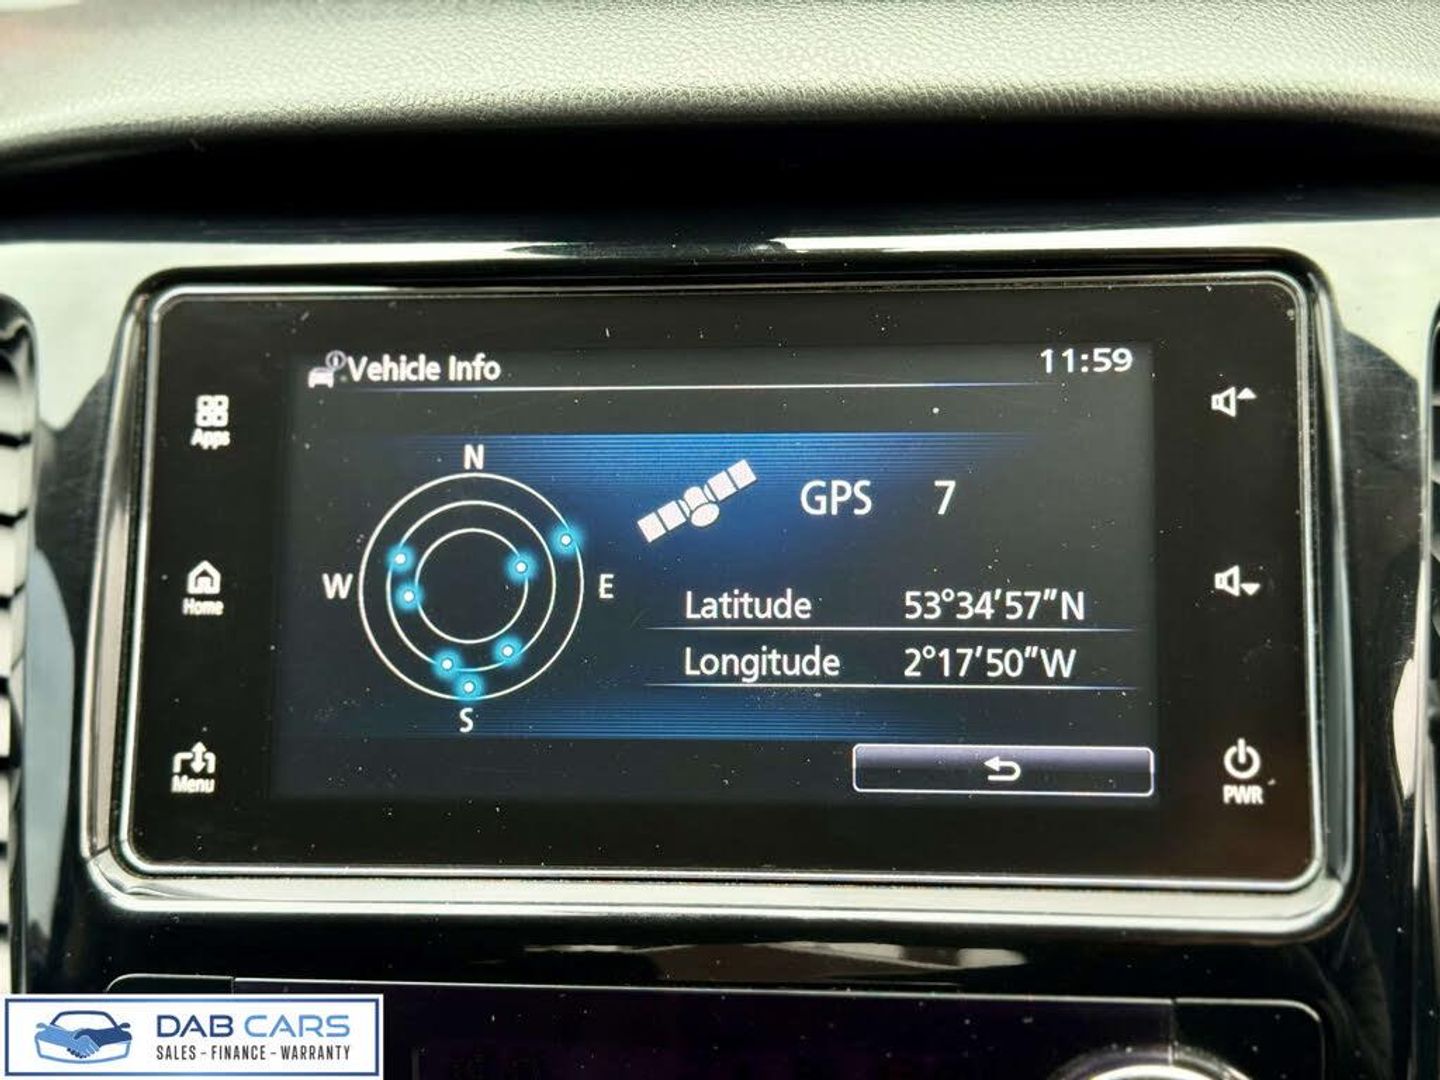 Vehicle Info
11:59
Apps
N
GPS 7
W
E
Home
Latitude 53°34'57"N
Longitude 2°17'50"W
S
Menu
PWR
DAB CARS
SALES - FINANCE - WARRANTY